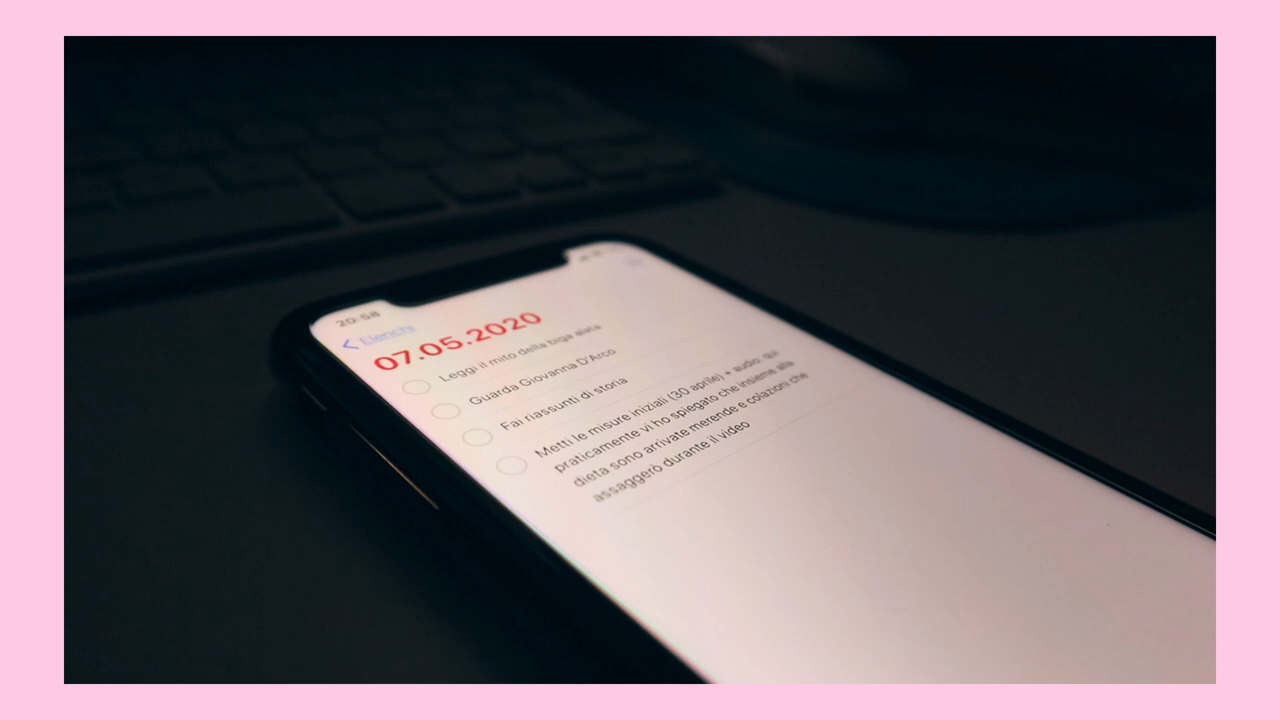 20:58
Elenchi
07.05.2020
Leggi il mito della biga alata
Guarda Giovanna D'Arco
Fai riassunti di storia
Metti le misure iniziali (30 aprile) + audio: qui
praticamente vi ho spiegato che insieme alla
dieta sono arrivate merende e colazioni che
assaggerò durante il video